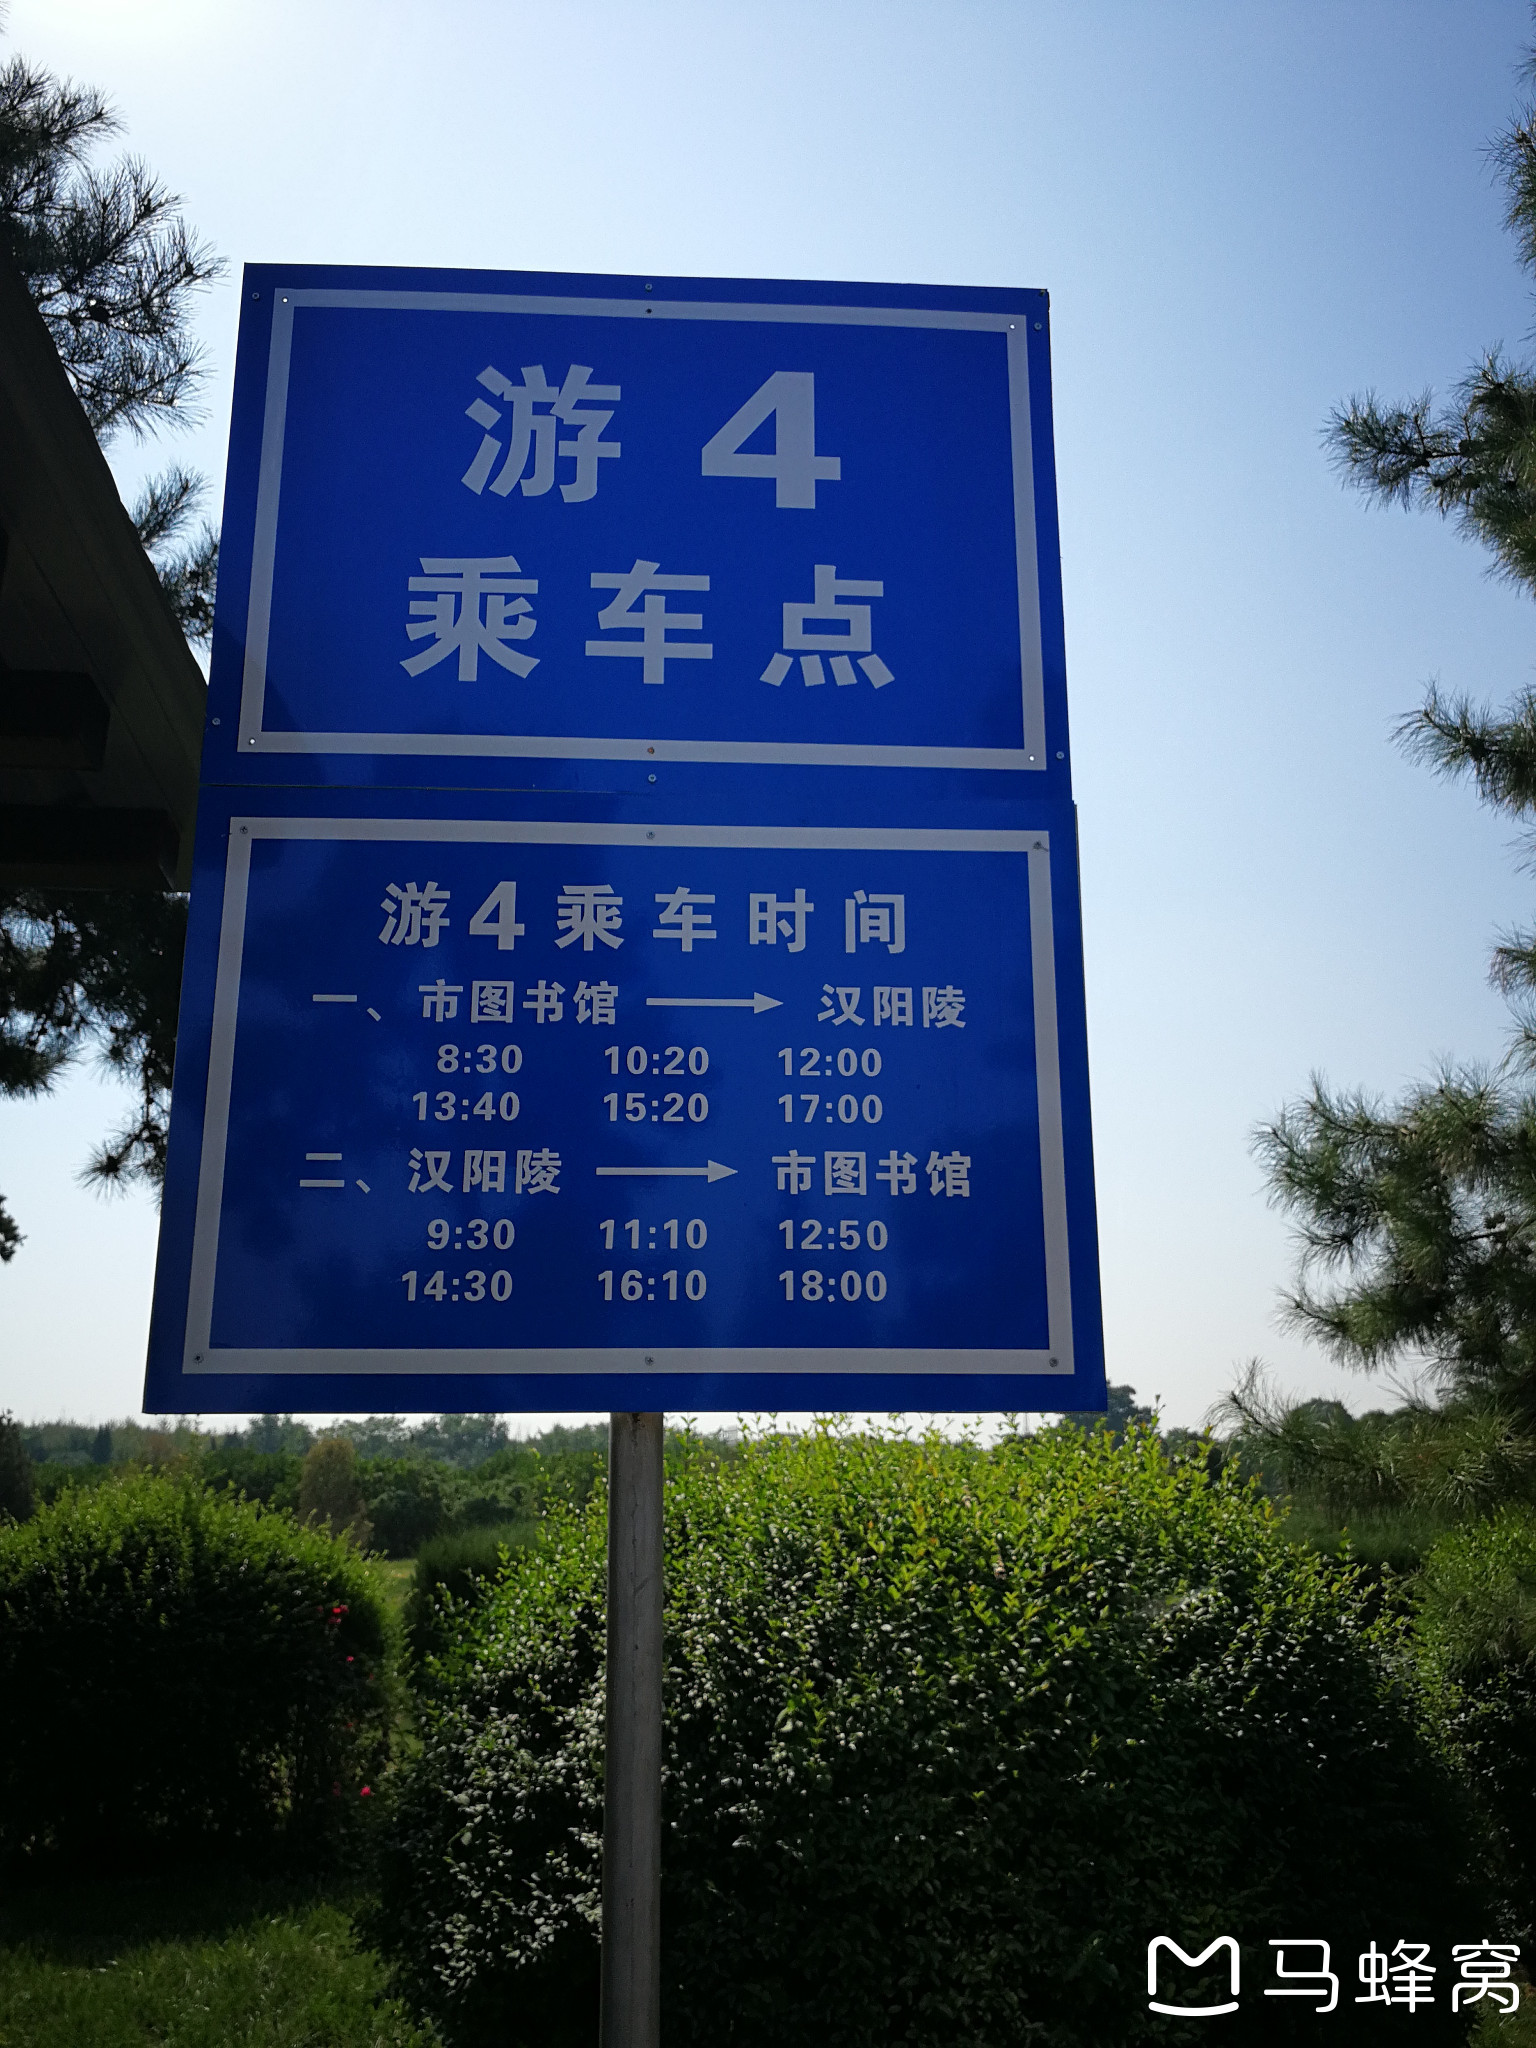 游4
乘车点
游4乘车时间
一、市图书馆 → 汉阳陵
8:30 10:20 12:00
13:40 15:20 17:00
二、汉阳陵 → 市图书馆
9:30 11:10 12:50
14:30 16:10 18:00
马蜂窝